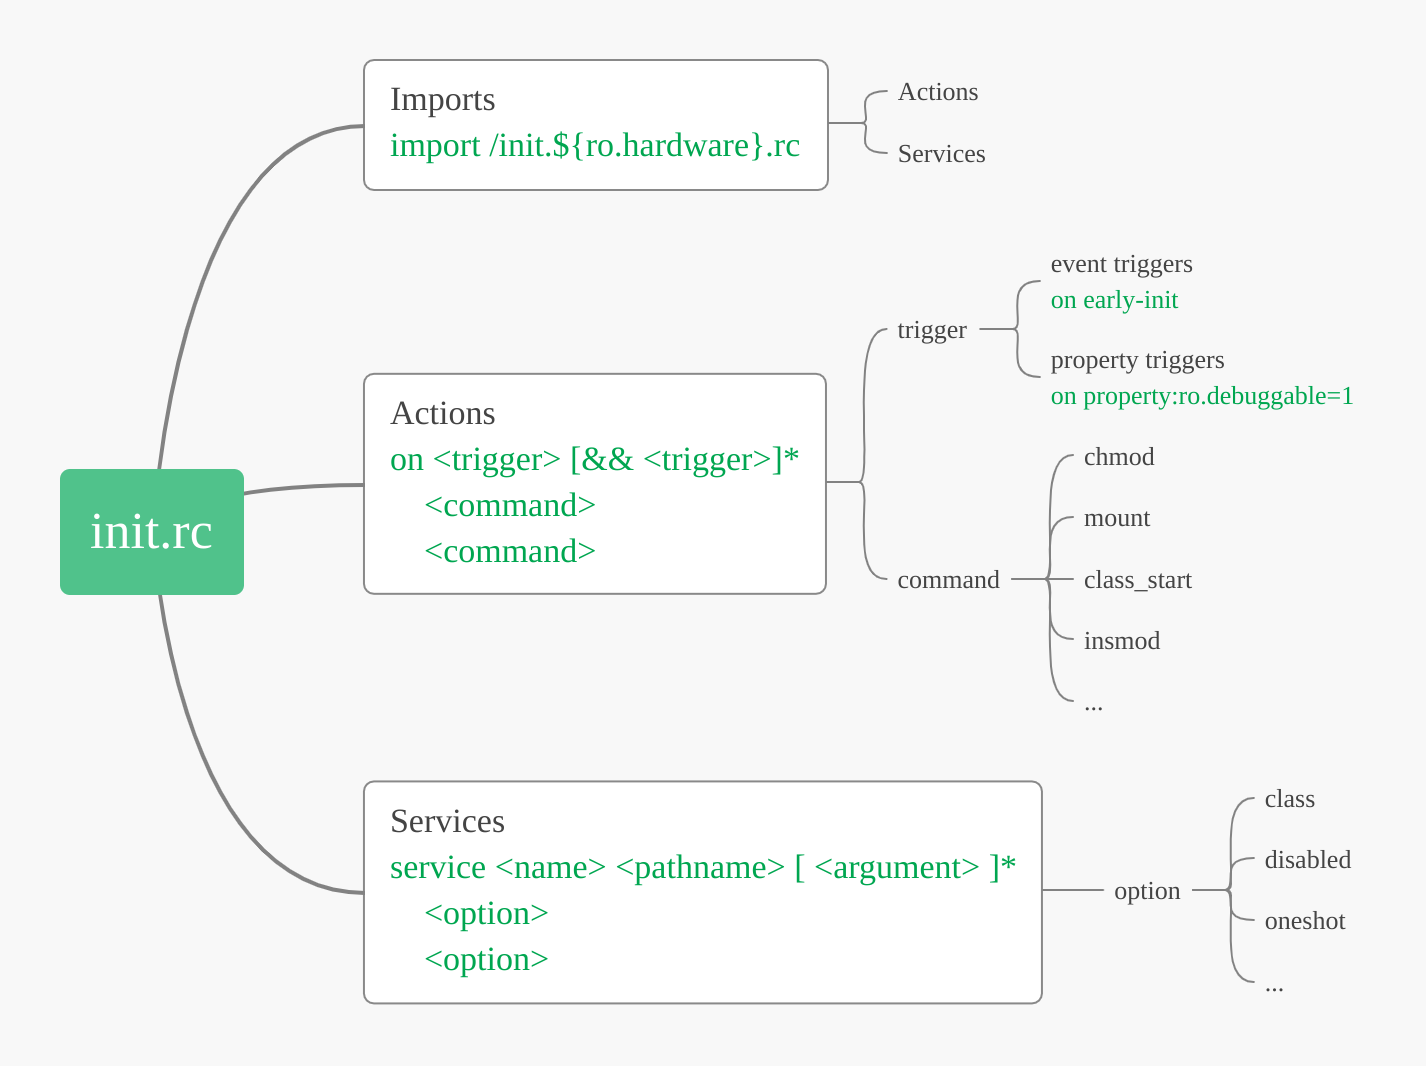 init.rc
Imports
import /init.${ro.hardware}.rc
Actions
Services
Actions
on <trigger> [&& <trigger>]*
<command>
<command>
trigger
event triggers
on early-init
property triggers
on property:ro.debuggable=1
command
chmod
mount
class_start
insmod
...
Services
service <name> <pathname> [ <argument> ]*
<option>
<option>
option
class
disabled
oneshot
...